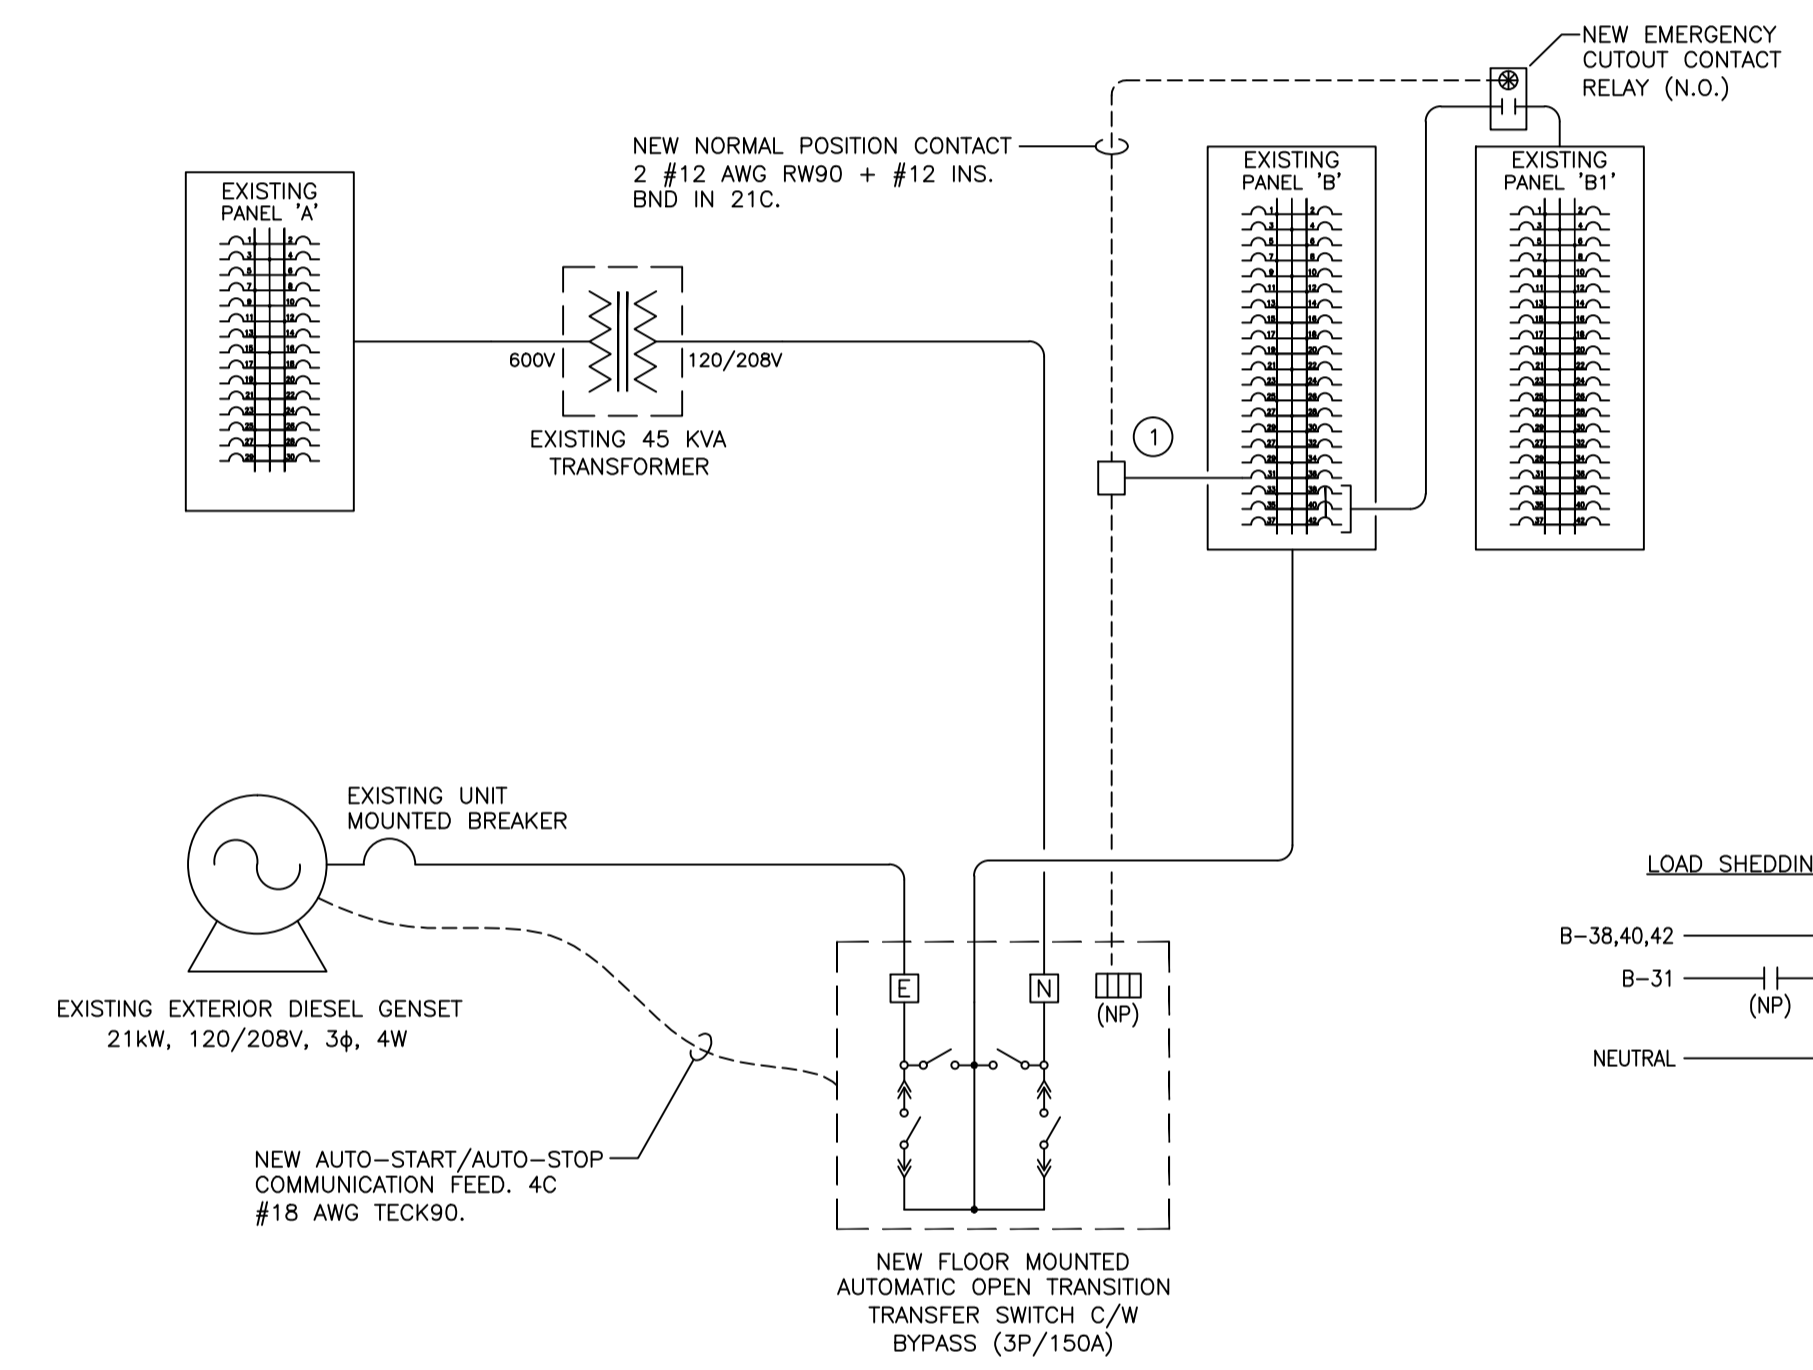 NEW EMERGENCY
CUTOUT CONTACT
RELAY (N.O.)
NEW NORMAL POSITION CONTACT
2 #12 AWG RW90 + #12 INS.
BND IN 21C.
EXISTING
PANEL 'A'
EXISTING
PANEL 'B'
EXISTING
PANEL 'B1'
600V
120/208V
EXISTING 45 KVA
TRANSFORMER
1
EXISTING UNIT
MOUNTED BREAKER
EXISTING EXTERIOR DIESEL GENSET
21kW, 120/208V, 3ϕ, 4W
NEW AUTO-START/AUTO-STOP
COMMUNICATION FEED. 4C
#18 AWG TECK90.
E
N
(NP)
NEW FLOOR MOUNTED
AUTOMATIC OPEN TRANSITION
TRANSFER SWITCH C/W
BYPASS (3P/150A)
LOAD SHEDDIN
B-38,40,42
B-31
(NP)
NEUTRAL